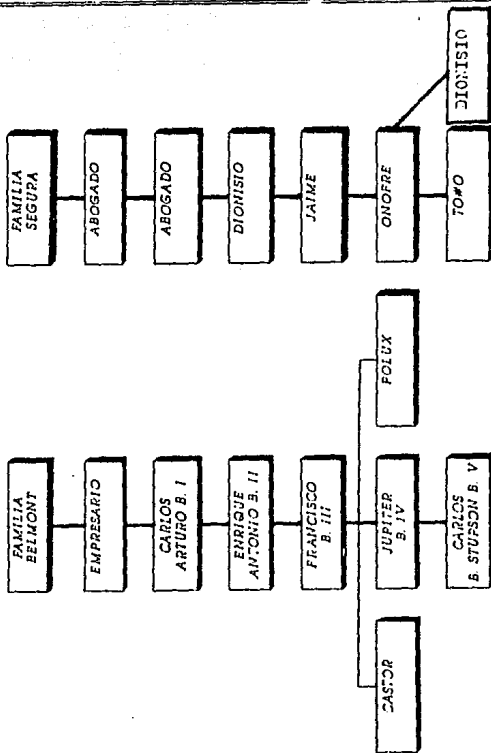 FAMILIA
SEGURA
ABOGADO
ABOGADO
DIONISIO
JAIME
ONOFRE
DIONISIO
TO#O
FAMILIA
BELMONT
EMPRESARIO
CARLOS
ARTURO B. I
ENRIQUE
ANTONIO B. II
FRANCISCO
B. III
CASTOR
JUPITER
B. IV
POLUX
CARLOS
B. STUPSON B. V